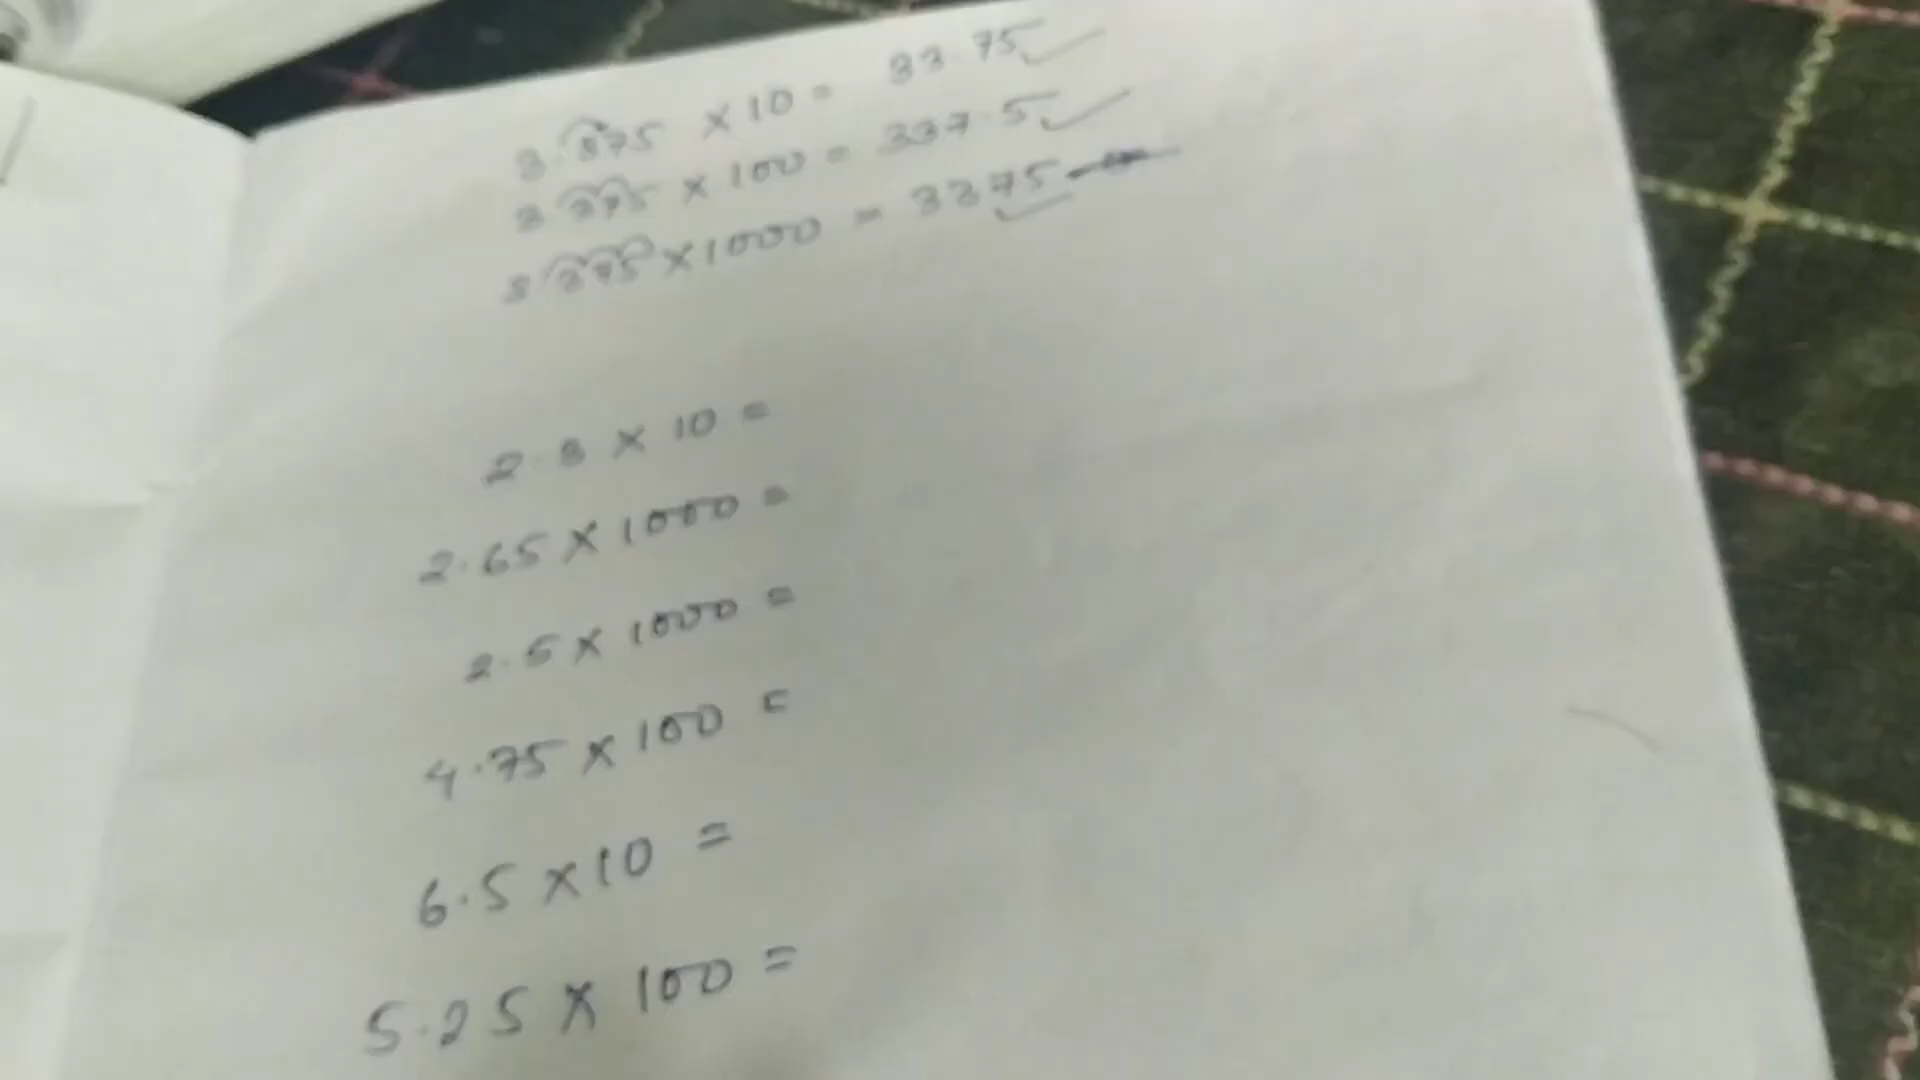 3.375 × 10 = 33.75
3.375 × 100 = 337.5
3.375 × 1000 = 3375
2.3 × 10 =
2.65 × 1000 =
2.5 × 1000 =
4.75 × 100 =
6.5 × 10 =
5.25 × 100 =